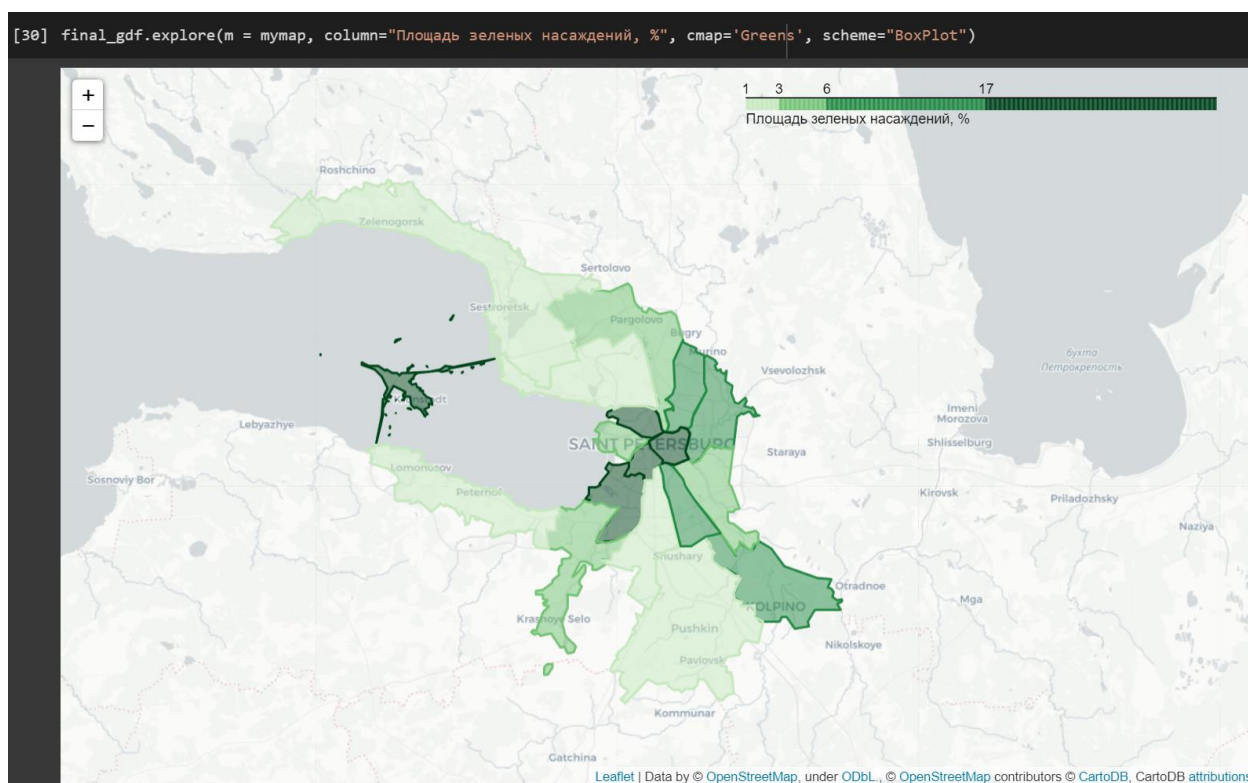 [30] final_gdf.explore(m = mymap, column="Площадь зеленых насаждений, %", cmap='Greens', scheme="BoxPlot")
+
−
1 3 6 17
Площадь зеленых насаждений, %
Roshchino
Zelenogorsk
Sertolovo
Sestroretsk
Pargolovo
Bugry
Murino
бухта
Петрокрепость
Vsevolozhsk
Imeni
Morozova
Lebyazhye
SAINT PETERSBURG
Shlisselburg
Staraya
Sosnoviy Bor
Lomonosov
Peterhof
Kirovsk
Priladozhsky
Naziya
Shushary
Otradnoe
Mga
KOLPINO
Krasnoye Selo
Pushkin
Nikolskoye
Pavlovsk
Kommunar
Gatchina
Leaflet | Data by © OpenStreetMap, under ODbL., © OpenStreetMap contributors © CartoDB, CartoDB attributions